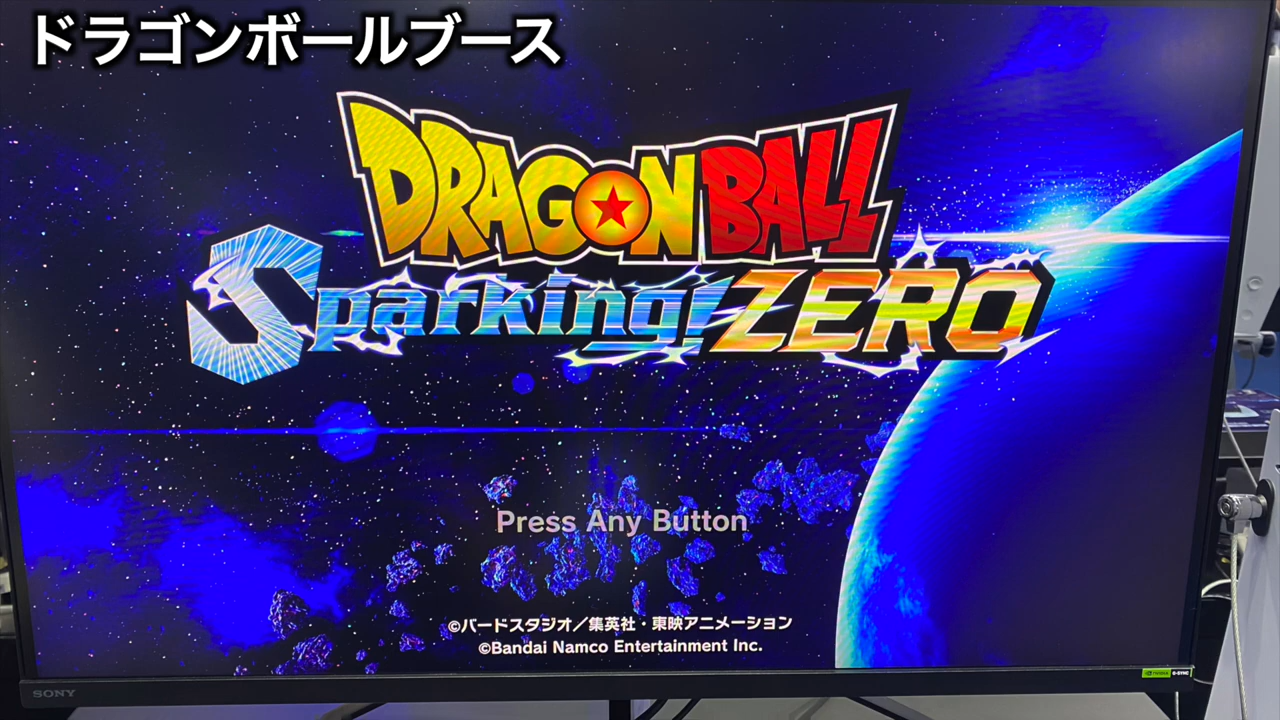 ドラゴンボールブース
DRAGON BALL
Sparking! ZERO
Press Any Button
©バードスタジオ／集英社・東映アニメーション
©Bandai Namco Entertainment Inc.
SONY
NVIDIA G-SYNC